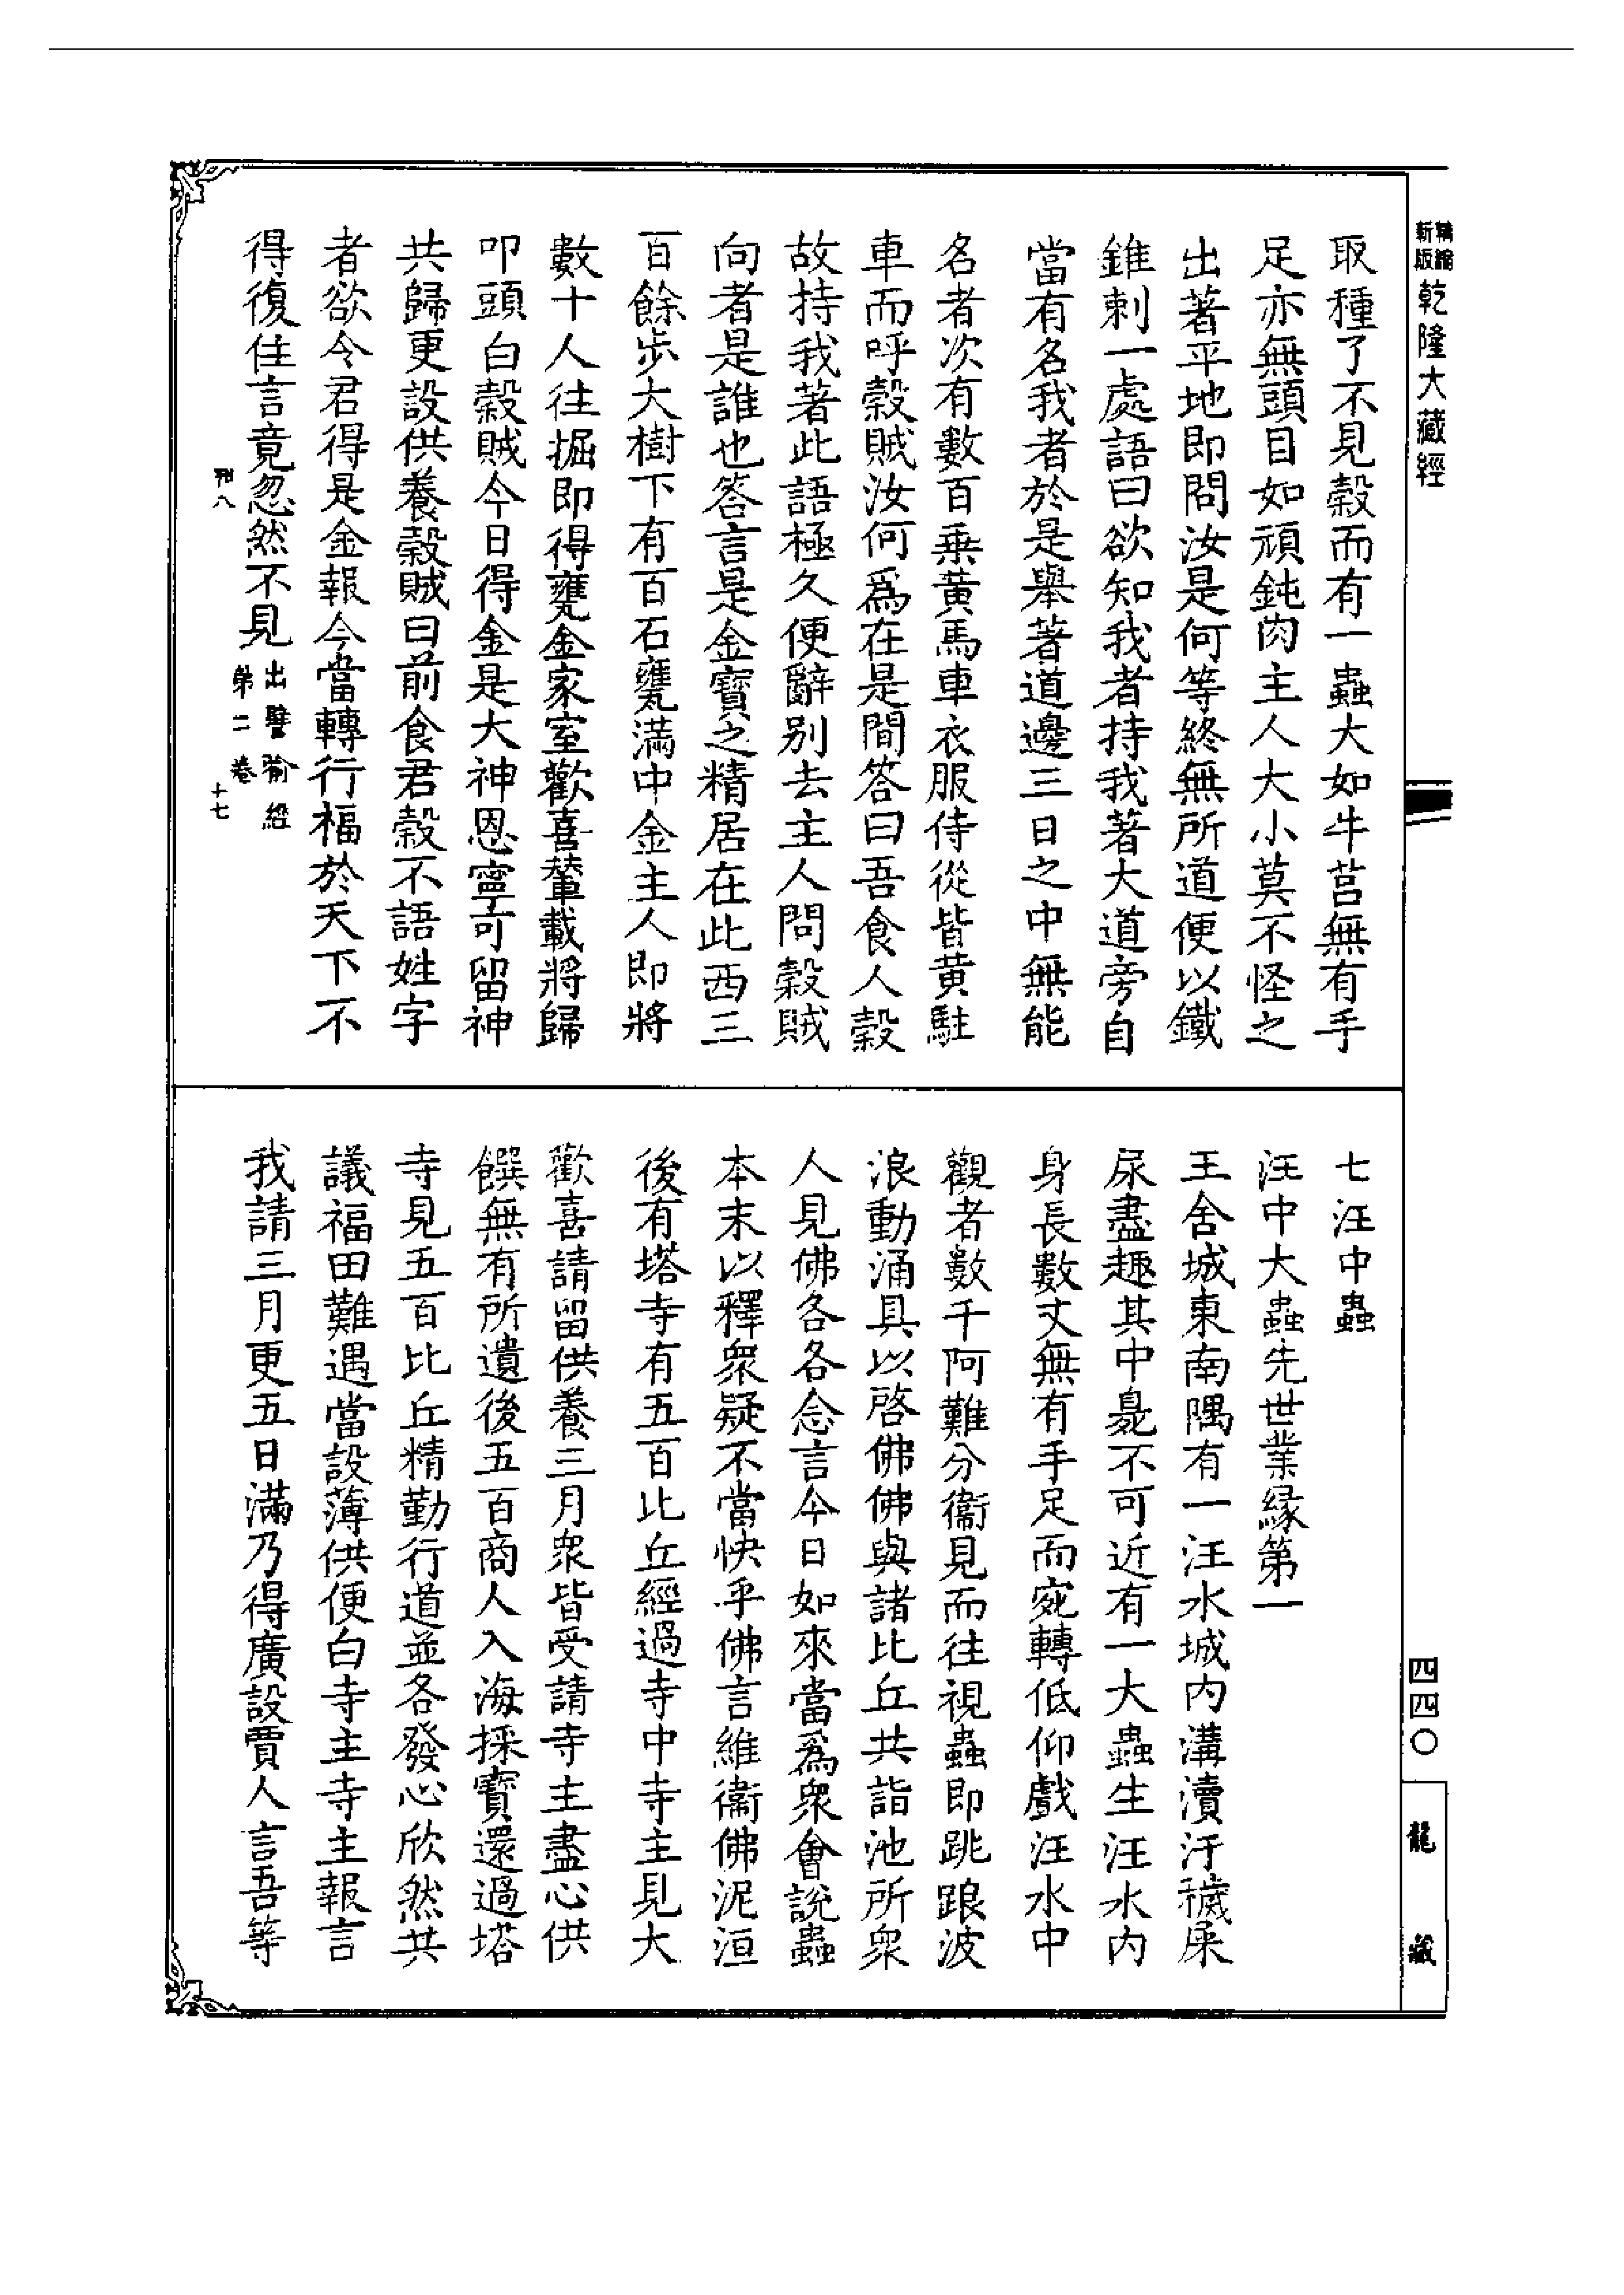 精縮
新版
乾隆大藏經
取種了不見穀而有一蟲大如牛莒無有手
足亦無頭目如頑鈍肉主人大小莫不怪之
出著平地即問汝是何等終無所道便以鐵
錐刺一處語曰欲知我者持我著大道旁自
當有名我者於是舉著道邊三日之中無能
名者次有數百乘黃馬車衣服侍從皆黃駐
車而呼穀賊汝何爲在是間答曰吾食人穀
故持我著此語極久便辭別去主人問穀賊
向者是誰也答言是金寶之精居在此西三
百餘步大樹下有百石甕滿中金主人即將
數十人往掘即得甕金家室歡喜輦載將歸
叩頭白穀賊今日得金是大神恩寧可留神
共歸更設供養穀賊曰前食君穀不語姓字
者欲令君得是金報今當轉行福於天下不
得復住言竟忽然不見出譬喻經
第二卷
十七
七汪中蟲
汪中大蟲先世業緣第一
王舍城東南隅有一汪水城內溝瀆汙穢屎
尿盡趣其中臭不可近有一大蟲生汪水內
身長數丈無有手足而宛轉低仰戲汪水中
觀者數千阿難分衞見而往視蟲即跳踉波
浪動涌具以啓佛佛與諸比丘共詣池所衆
人見佛各各念言今日如來當爲衆會說蟲
本末以釋衆疑不當快乎佛言維衞佛泥洹
後有塔寺有五百比丘經過寺中寺主見大
歡喜請留供養三月衆皆受請寺主盡心供
饌無有所遺後五百商人入海採寶還過塔
寺見五百比丘精勤行道並各發心欣然共
議福田難遇當設薄供便白寺主寺主報言
我請三月更五日滿乃得廣設賈人言吾等
四四〇
龍藏